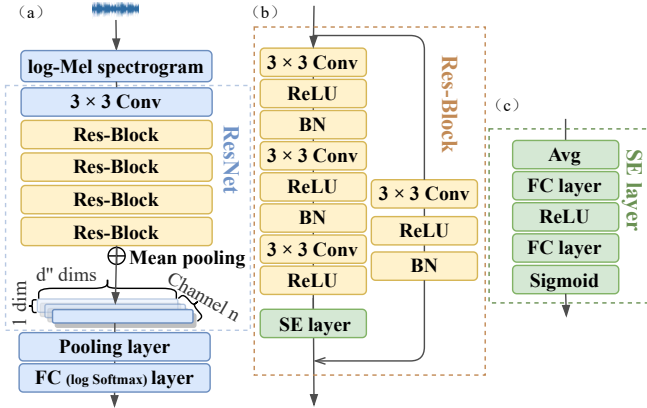 (a)
log-Mel spectrogram
3 × 3 Conv
Res-Block
Res-Block
Res-Block
Res-Block
Mean pooling
ResNet
d'' dims
1 dim
Channel n
Pooling layer
FC (log Softmax) layer
(b)
3 × 3 Conv
ReLU
BN
3 × 3 Conv
ReLU
BN
3 × 3 Conv
ReLU
SE layer
3 × 3 Conv
ReLU
BN
Res-Block
(c)
Avg
FC layer
ReLU
FC layer
Sigmoid
SE layer